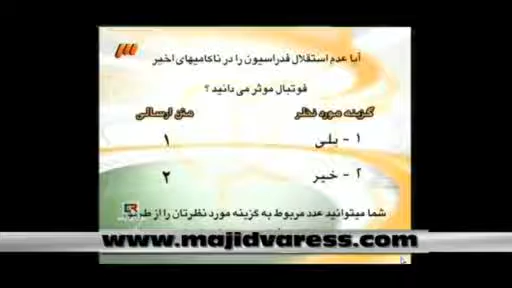 آیا عدم استقلال فدراسیون را در ناکامیهای اخیر
فوتبال موثر می دانید ؟
گزینه مورد نظر متن ارسالی
۱ - بلی ۱
۲ - خیر ۲
شما میتوانید عدد مربوط به گزینه مورد نظرتان را از طریق
www.majidvaress.com